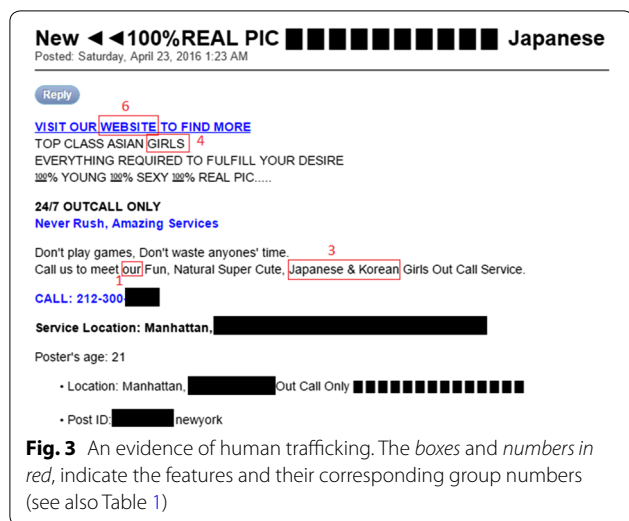 New ◄◄100%REAL PIC ██████████ Japanese
Posted: Saturday, April 23, 2016 1:23 AM
Reply
6
VISIT OUR WEBSITE TO FIND MORE
TOP CLASS ASIAN GIRLS 4
EVERYTHING REQUIRED TO FULFILL YOUR DESIRE
100% YOUNG 100% SEXY 100% REAL PIC.....
24/7 OUTCALL ONLY
Never Rush, Amazing Services
Don't play games, Don't waste anyones' time.
3
Call us to meet our Fun, Natural Super Cute, Japanese & Korean Girls Out Call Service.
1
CALL: 212-300-
Service Location: Manhattan,
Poster's age: 21
• Location: Manhattan, Out Call Only █████████████
• Post ID: newyork
Fig. 3 An evidence of human trafficking. The boxes and numbers in
red, indicate the features and their corresponding group numbers
(see also Table 1)